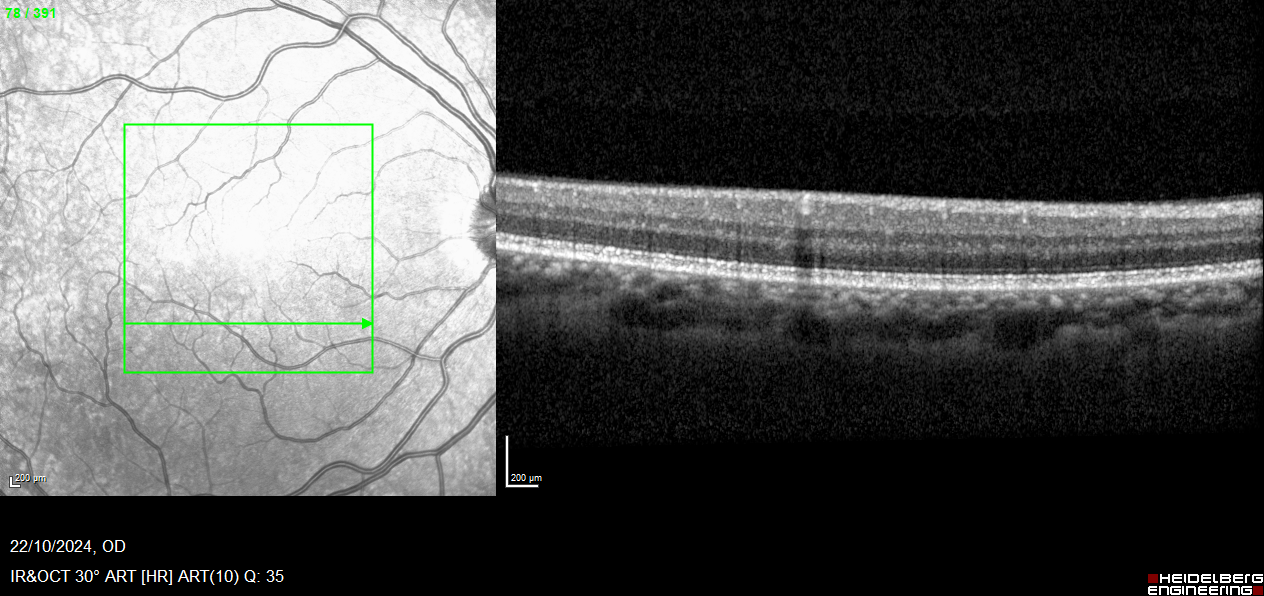 78 / 391
200 µm
200 µm
22/10/2024, OD
IR&OCT 30° ART [HR] ART(10) Q: 35
HEIDELBERG
ENGINEERING